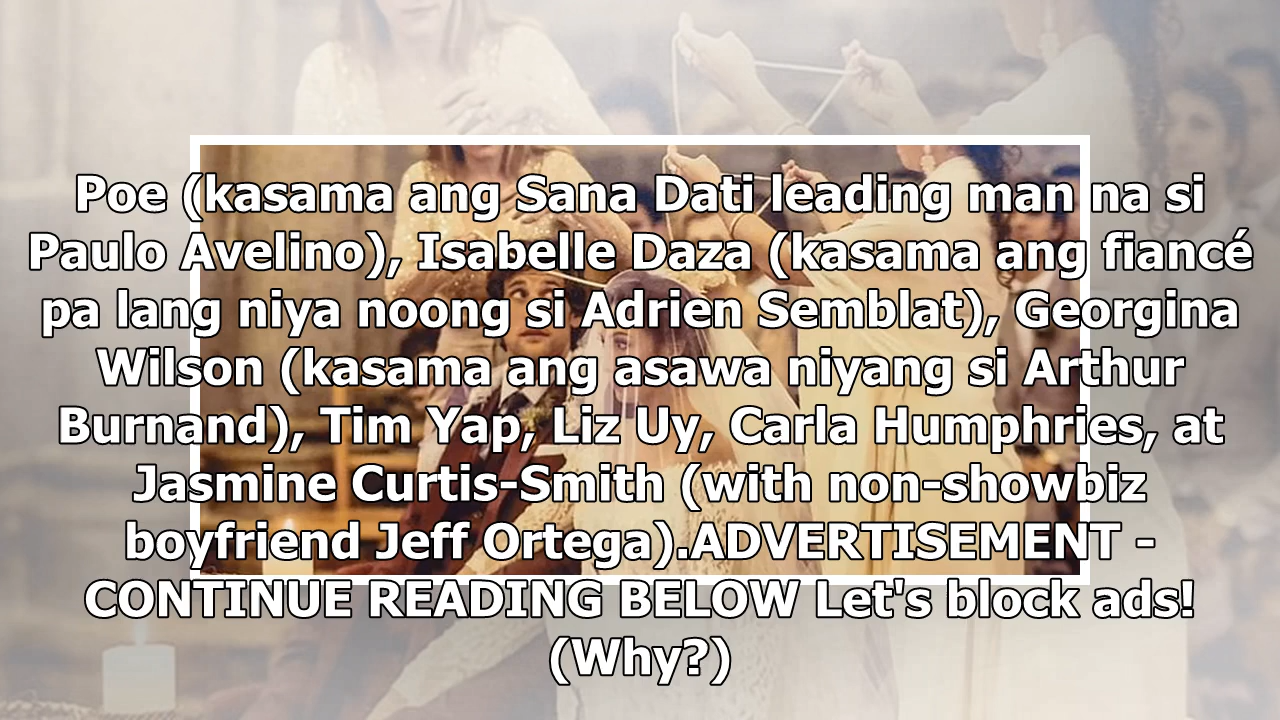 Poe (kasama ang Sana Dati leading man na si
Paulo Avelino), Isabelle Daza (kasama ang fiancé
pa lang niya noong si Adrien Semblat), Georgina
Wilson (kasama ang asawa niyang si Arthur
Burnand), Tim Yap, Liz Uy, Carla Humphries, at
Jasmine Curtis-Smith (with non-showbiz
boyfriend Jeff Ortega).ADVERTISEMENT -
CONTINUE READING BELOW Let's block ads!
(Why?)